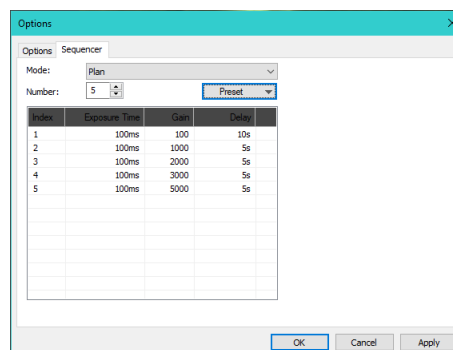 Options
Options Sequencer
Mode: Plan
Number: 5 Preset
Index Exposure Time Gain Delay
1 100ms 100 10s
2 100ms 1000 5s
3 100ms 2000 5s
4 100ms 3000 5s
5 100ms 5000 5s
OK Cancel Apply